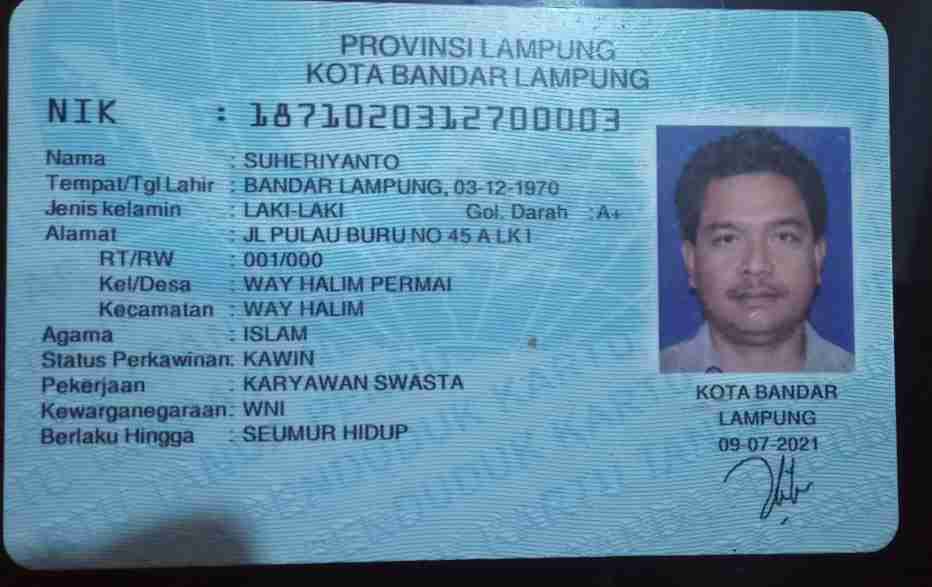 PROVINSI LAMPUNG
KOTA BANDAR LAMPUNG
NIK : 1871020312700003
Nama : SUHERIYANTO
Tempat/Tgl Lahir : BANDAR LAMPUNG, 03-12-1970
Jenis kelamin : LAKI-LAKI Gol. Darah : A+
Alamat : JL PULAU BURU NO 45 A LK I
RT/RW : 001/000
Kel/Desa : WAY HALIM PERMAI
Kecamatan : WAY HALIM
Agama : ISLAM
Status Perkawinan: KAWIN
Pekerjaan : KARYAWAN SWASTA
Kewarganegaraan: WNI
Berlaku Hingga : SEUMUR HIDUP
KOTA BANDAR
LAMPUNG
09-07-2021